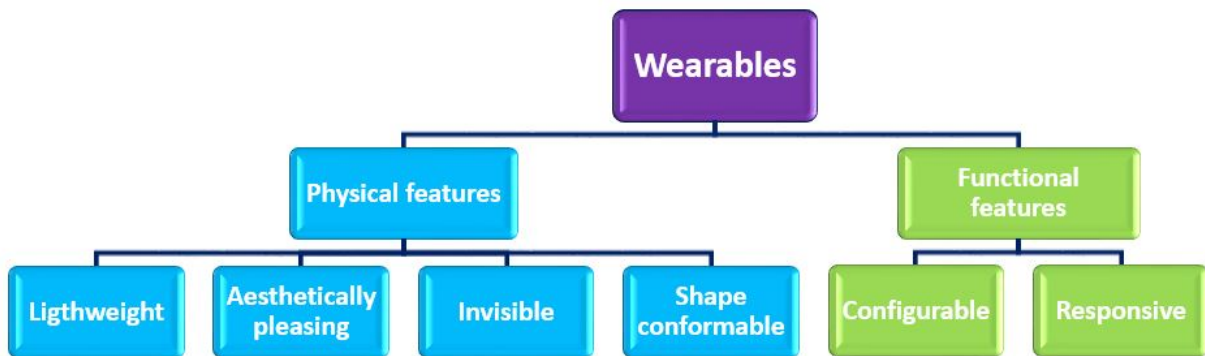 Wearables
Physical features
Functional
features
Ligthweight
Aesthetically
pleasing
Invisible
Shape
conformable
Configurable
Responsive